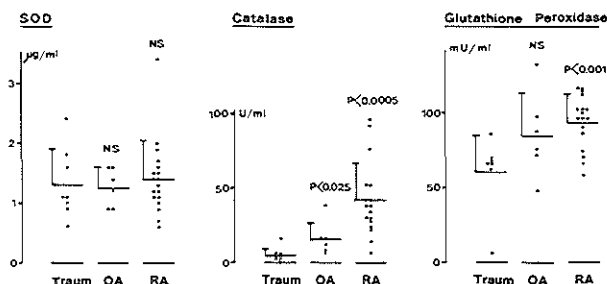 SOD
Catalase
Glutathione Peroxidase
µg/ml
NS
3
2
1
0
NS
Traum OA RA
U/ml
100
50
0
P<0.025
P<0.0005
Traum OA RA
mU/ml
100
50
0
NS
P<0.001
Traum OA RA